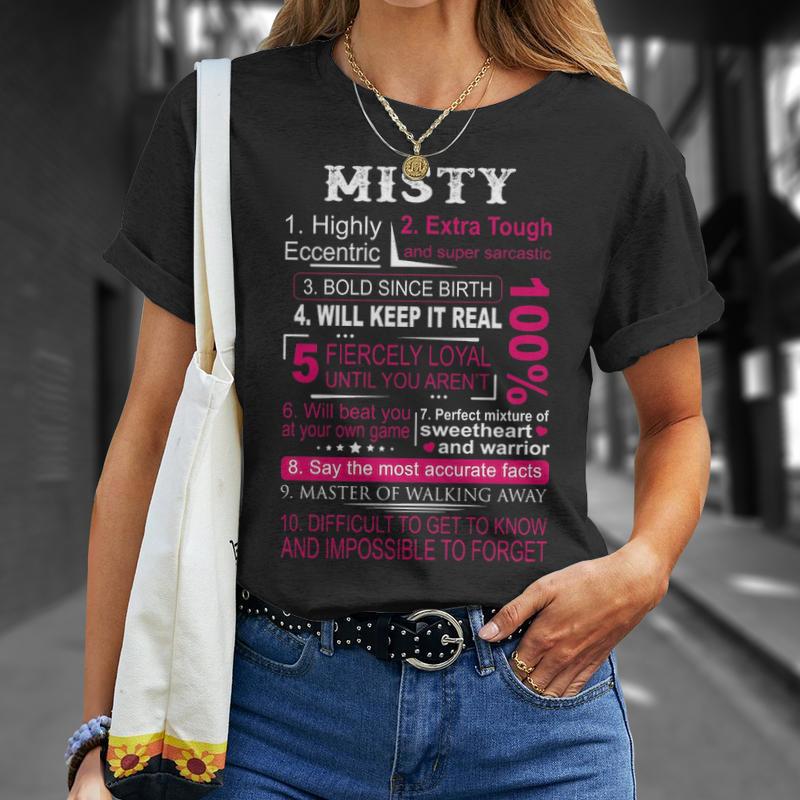 MISTY
1. Highly
Eccentric
2. Extra Tough
and super sarcastic
3. BOLD SINCE BIRTH
4. WILL KEEP IT REAL
100%
5 FIERCELY LOYAL
UNTIL YOU AREN'T
6. Will beat you
at your own game
7. Perfect mixture of
sweetheart
and warrior
8. Say the most accurate facts
9. MASTER OF WALKING AWAY
10. DIFFICULT TO GET TO KNOW
AND IMPOSSIBLE TO FORGET